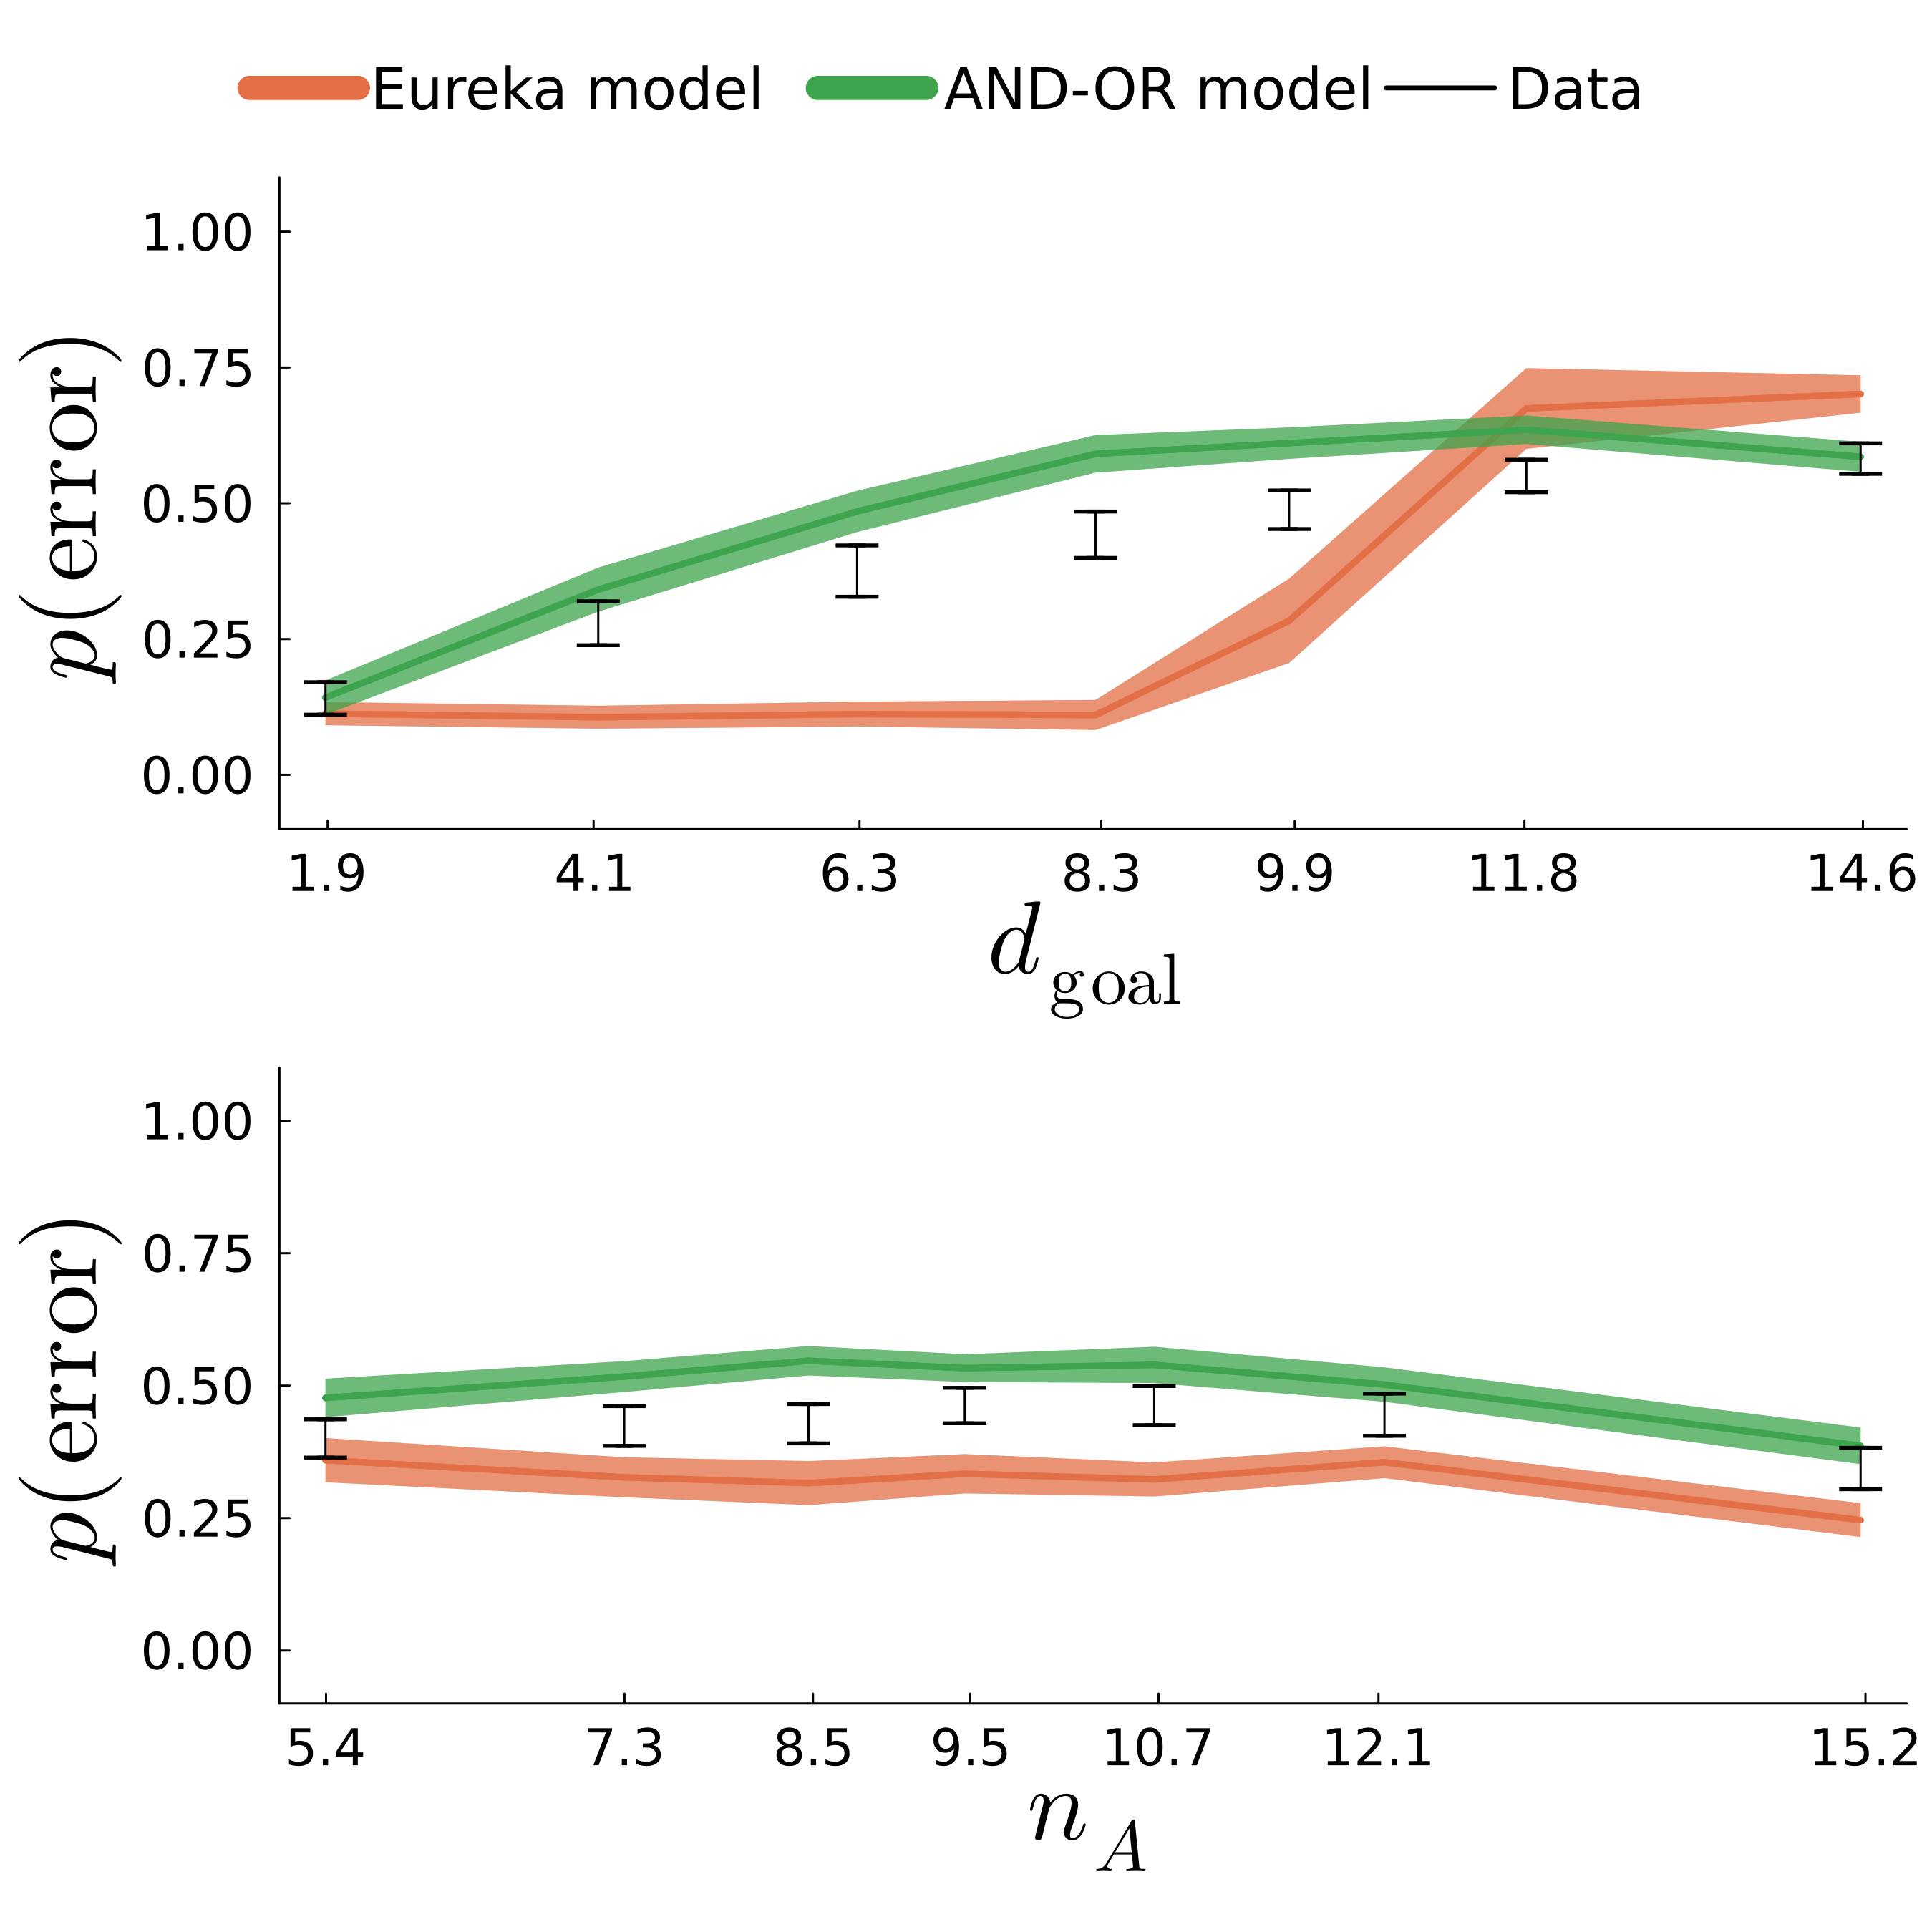 Eureka model AND-OR model Data
p(error)
1.00
0.75
0.50
0.25
0.00
1.9 4.1 6.3 8.3 9.9 11.8 14.6
d_goal
p(error)
1.00
0.75
0.50
0.25
0.00
5.4 7.3 8.5 9.5 10.7 12.1 15.2
n_A